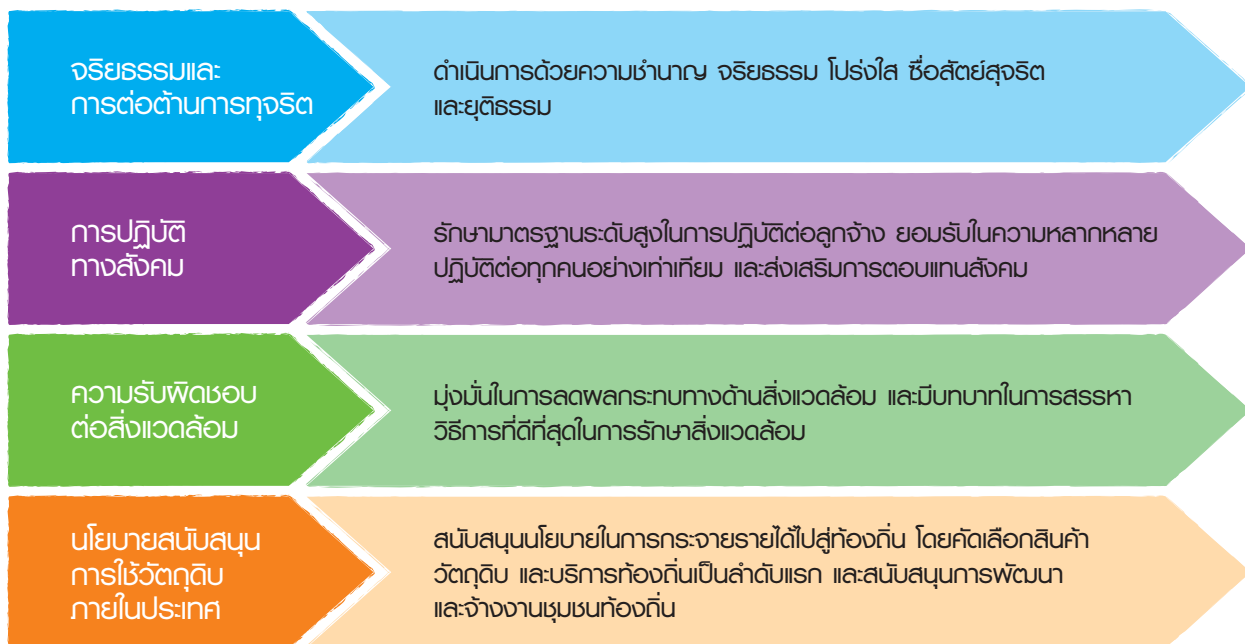 จริยธรรมและ
การต่อต้านการทุจริต
ดำเนินการด้วยความชำนาญ จริยธรรม โปร่งใส ซื่อสัตย์สุจริต
และยุติธรรม
การปฏิบัติ
ทางสังคม
รักษามาตรฐานระดับสูงในการปฏิบัติต่อลูกจ้าง ยอมรับในความหลากหลาย
ปฏิบัติต่อทุกคนอย่างเท่าเทียม และส่งเสริมการตอบแทนสังคม
ความรับผิดชอบ
ต่อสิ่งแวดล้อม
มุ่งมั่นในการลดผลกระทบทางด้านสิ่งแวดล้อม และมีบทบาทในการสรรหา
วิธีการที่ดีที่สุดในการรักษาสิ่งแวดล้อม
นโยบายสนับสนุน
การใช้วัตถุดิบ
ภายในประเทศ
สนับสนุนนโยบายในการกระจายรายได้ไปสู่ท้องถิ่น โดยคัดเลือกสินค้า
วัตถุดิบ และบริการท้องถิ่นเป็นลำดับแรก และสนับสนุนการพัฒนา
และจ้างงานชุมชนท้องถิ่น